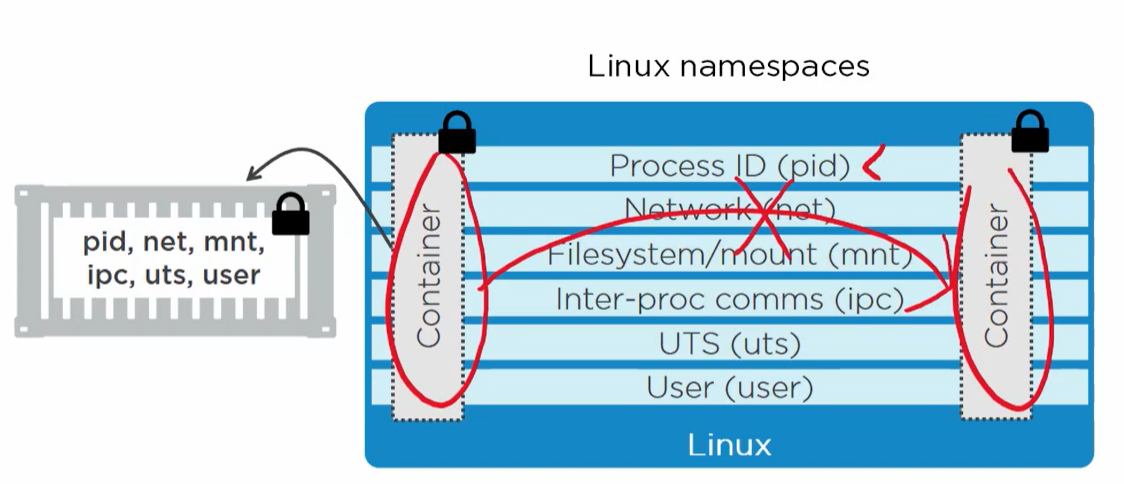 Linux namespaces
pid, net, mnt,
ipc, uts, user
Container
Process ID (pid)
Network (net)
Filesystem/mount (mnt)
Inter-proc comms (ipc)
UTS (uts)
User (user)
Container
Linux